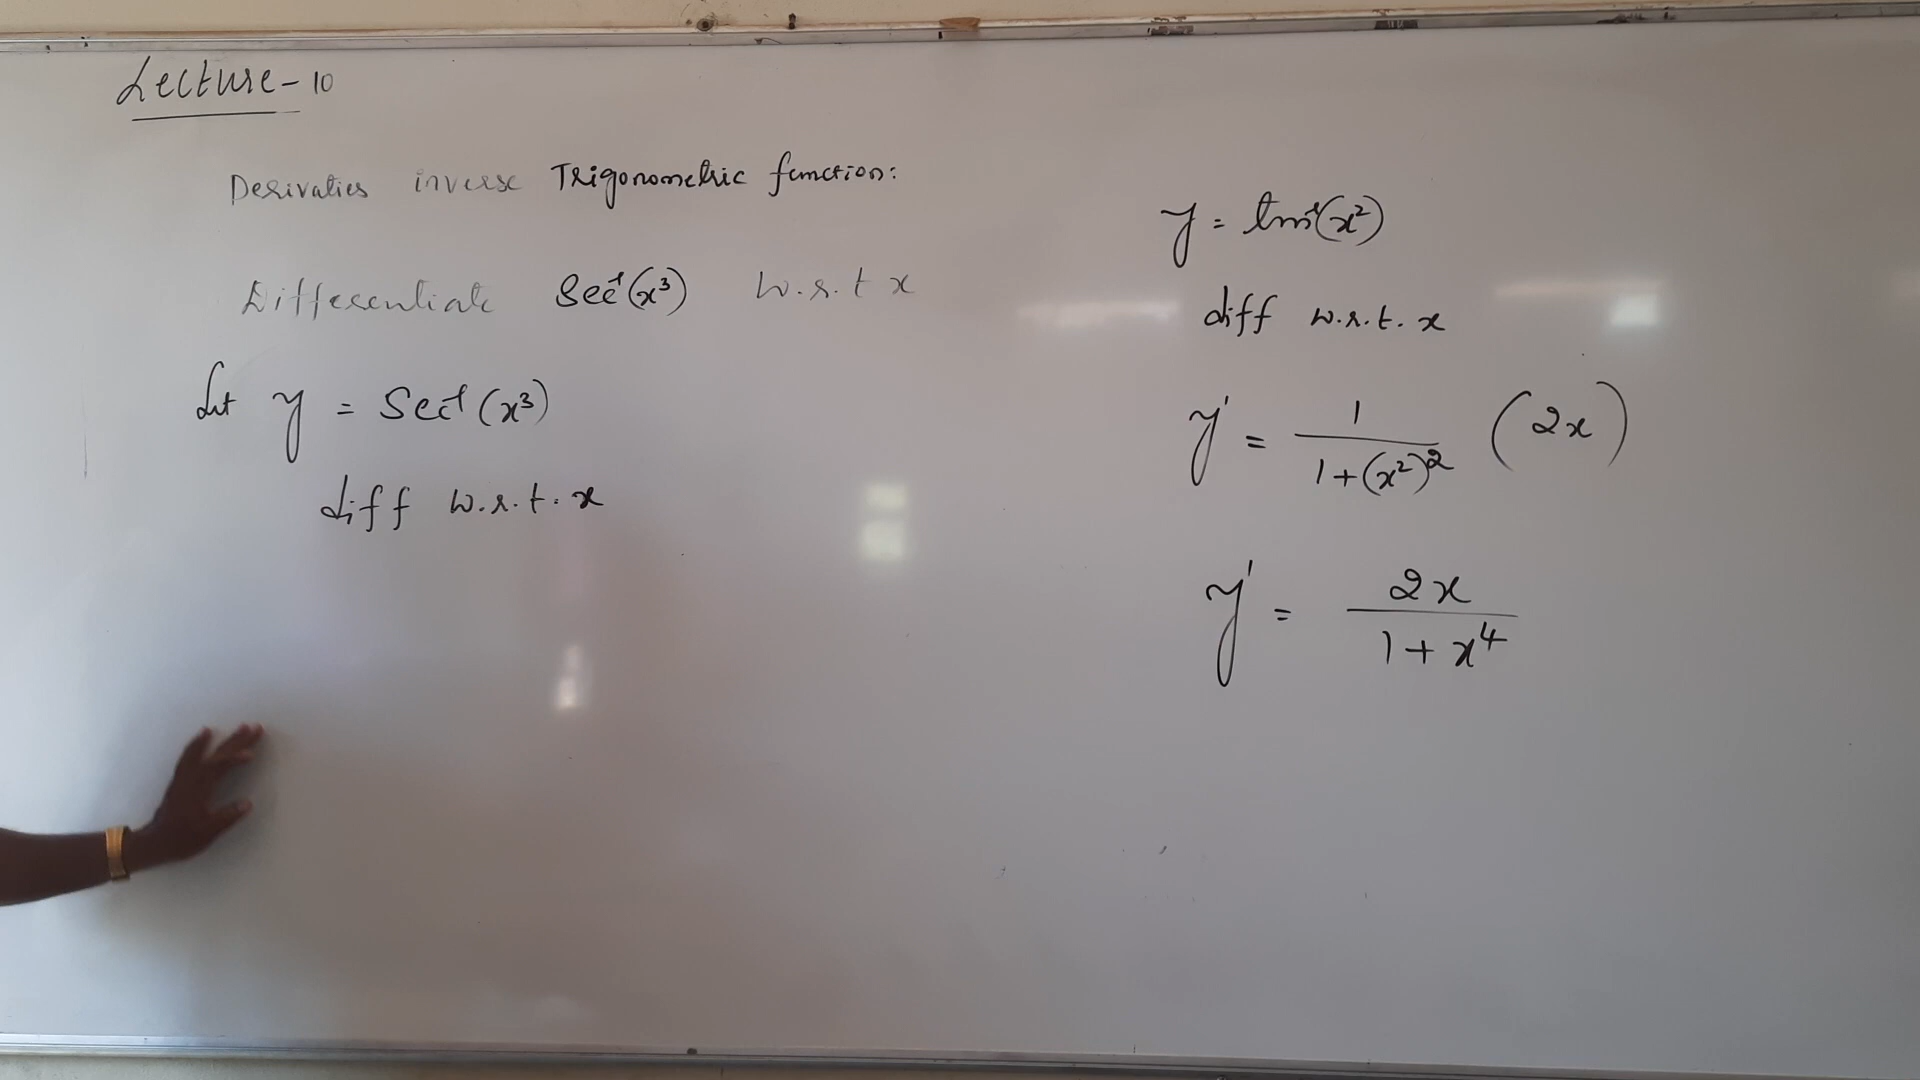 Lecture - 10
Derivaties inverse Trigonometric function:
Differentiate Sec⁻¹(x³) w.r.t x
Let y = Sec⁻¹(x³)
diff w.r.t. x
y = tan⁻¹(x²)
diff w.r.t. x
y' = 1/(1+(x²)²) (2x)
y' = 2x/(1+x⁴)